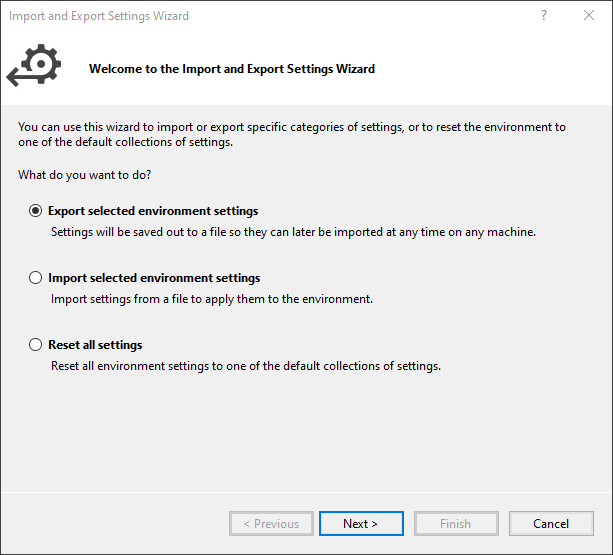 Import and Export Settings Wizard
?
Welcome to the Import and Export Settings Wizard
You can use this wizard to import or export specific categories of settings, or to reset the environment to
one of the default collections of settings.
What do you want to do?
Export selected environment settings
Settings will be saved out to a file so they can later be imported at any time on any machine.
Import selected environment settings
Import settings from a file to apply them to the environment.
Reset all settings
Reset all environment settings to one of the default collections of settings.
< Previous Next > Finish Cancel